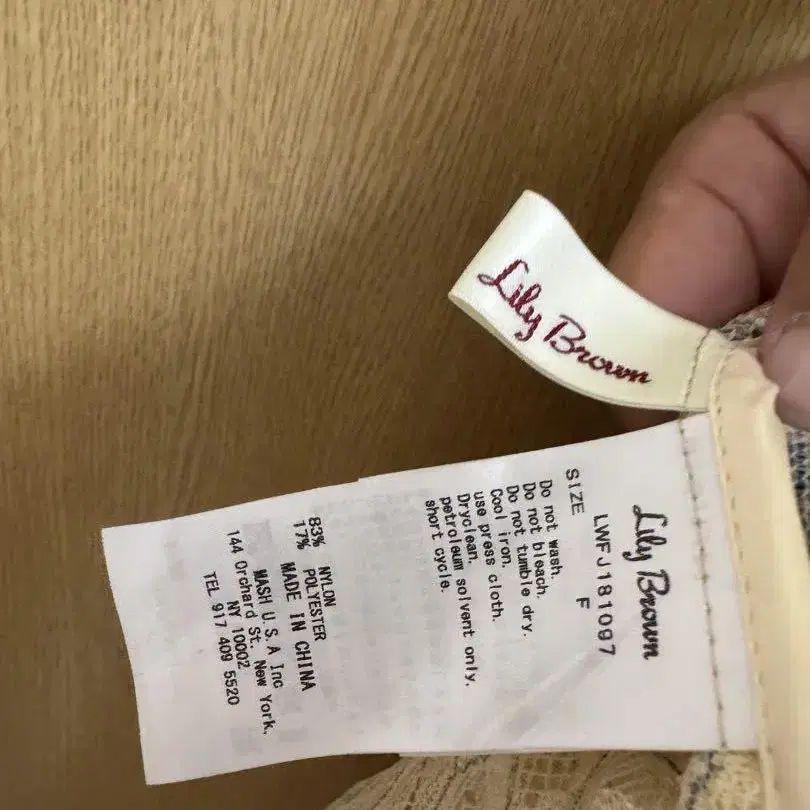 Lily Brown
Lily Brown
LWFJ181097
SIZE F
Do not wash.
Do not bleach.
Do not tumble dry.
Cool iron.
use press cloth.
Dryclean.
petroleum solvent only.
short cycle.
83% NYLON
17% POLYESTER
MADE IN CHINA
MASH U.S.A Inc
144 Orchard St. New York,
NY 10002
TEL 917 409 5520